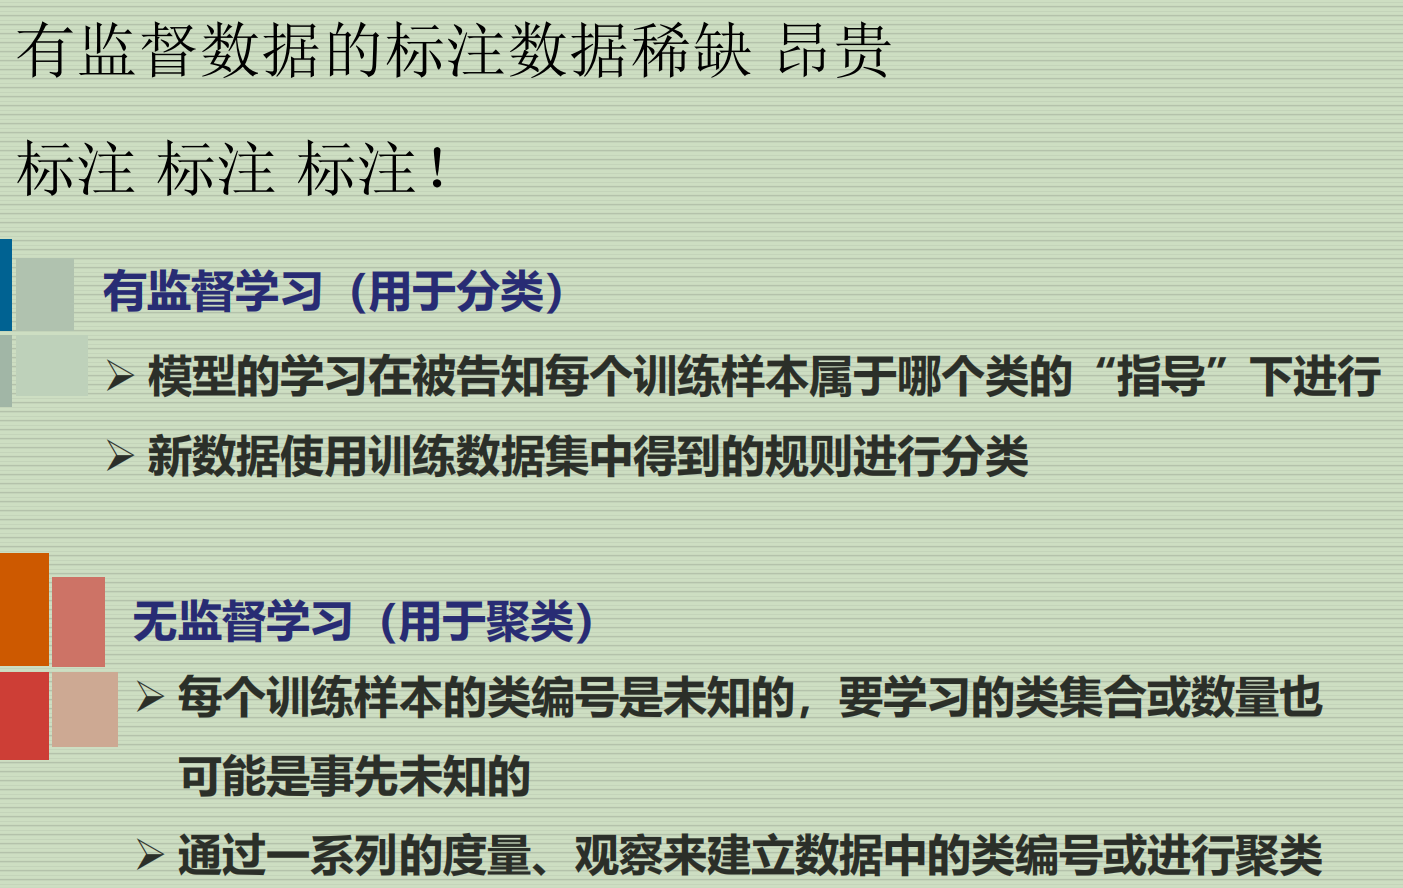 有监督数据的标注数据稀缺 昂贵
标注 标注 标注！
有监督学习（用于分类）
➢ 模型的学习在被告知每个训练样本属于哪个类的“指导”下进行
➢ 新数据使用训练数据集中得到的规则进行分类
无监督学习（用于聚类）
➢ 每个训练样本的类编号是未知的，要学习的类集合或数量也
可能是事先未知的
➢ 通过一系列的度量、观察来建立数据中的类编号或进行聚类